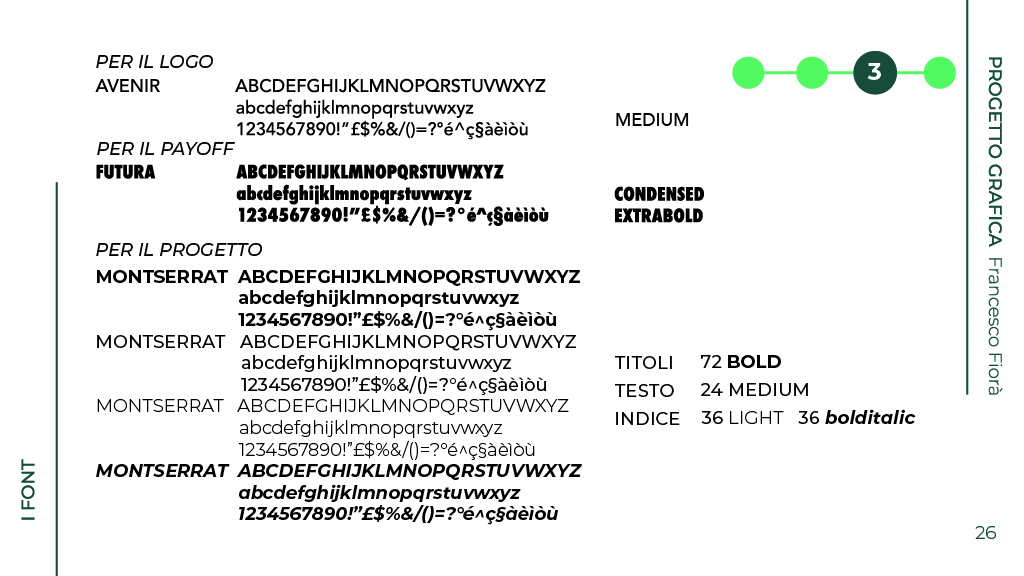 PER IL LOGO
AVENIR ABCDEFGHIJKLMNOPQRSTUVWXYZ
abcdefghijklmnopqrstuvwxyz
1234567890!”£$%&/()=?°é^ç§àèìòù
MEDIUM
PER IL PAYOFF
FUTURA ABCDEFGHIJKLMNOPQRSTUVWXYZ
abcdefghijklmnopqrstuvwxyz
1234567890!”£$%&/()=?°é^ç§àèìòù
CONDENSED
EXTRABOLD
PER IL PROGETTO
MONTSERRAT ABCDEFGHIJKLMNOPQRSTUVWXYZ
abcdefghijklmnopqrstuvwxyz
1234567890!”£$%&/()=?°é^ç§àèìòù
MONTSERRAT ABCDEFGHIJKLMNOPQRSTUVWXYZ
abcdefghijklmnopqrstuvwxyz
1234567890!”£$%&/()=?°é^ç§àèìòù
MONTSERRAT ABCDEFGHIJKLMNOPQRSTUVWXYZ
abcdefghijklmnopqrstuvwxyz
1234567890!”£$%&/()=?°é^ç§àèìòù
MONTSERRAT ABCDEFGHIJKLMNOPQRSTUVWXYZ
abcdefghijklmnopqrstuvwxyz
1234567890!”£$%&/()=?°é^ç§àèìòù
TITOLI 72 BOLD
TESTO 24 MEDIUM
INDICE 36 LIGHT 36 bolditalic
3
PROGETTO GRAFICA Francesco Fiorà
I FONT
26